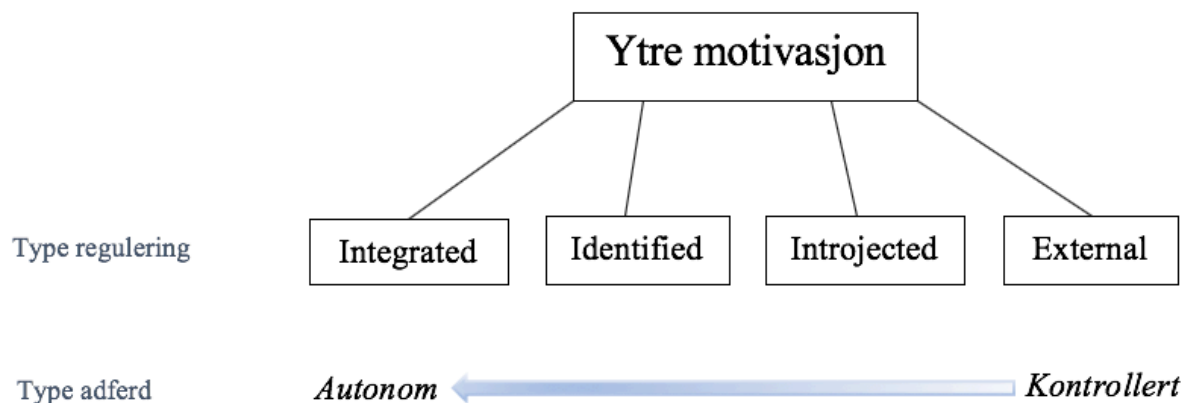 Ytre motivasjon
Type regulering
Integrated
Identified
Introjected
External
Type adferd
Autonom
Kontrollert